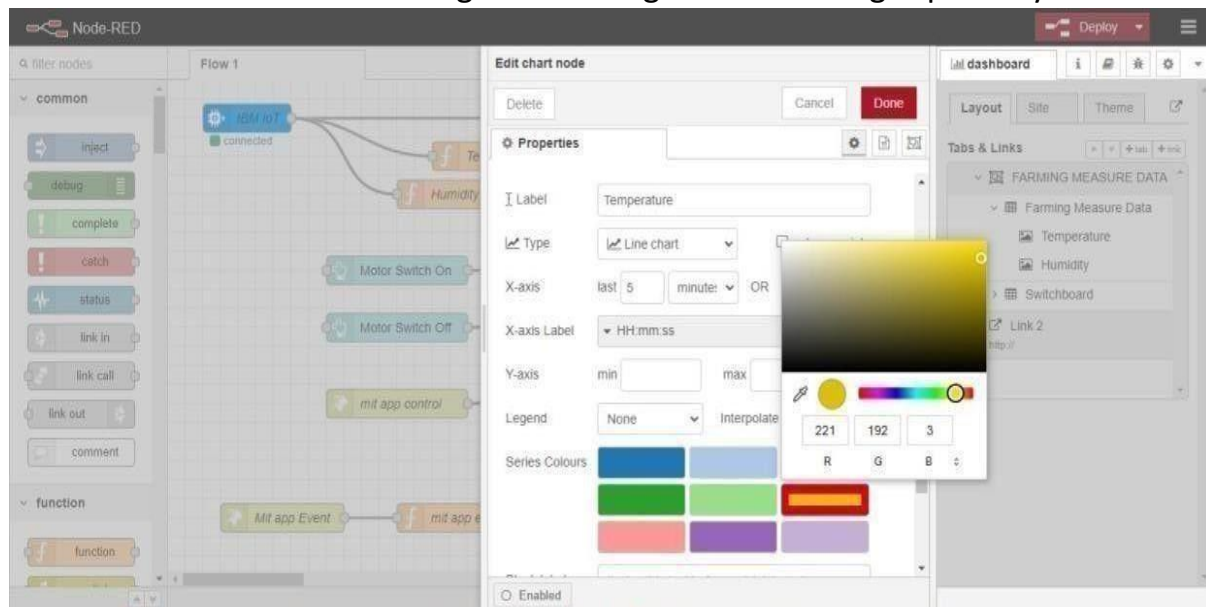 Node-RED
Deploy
filter nodes
Flow 1
Edit chart node
dashboard
i
common
Delete
Cancel
Done
Layout
Site
Theme
inject
IBM IoT
connected
Properties
Tabs & Links
tab
link
debug
Te
Humidity
FARMING MEASURE DATA
Label
Temperature
Farming Measure Data
complete
Type
Line chart
Temperature
catch
Motor Switch On
Humidity
X-axis
last 5
minute
OR
Switchboard
status
Motor Switch Off
X-axis Label
HH:mm:ss
Link 2
http://
link in
Y-axis
min
max
link call
mit app control
Legend
None
Interpolate
link out
221
192
3
R
G
B
comment
Series Colours
function
Mit app Event
mit app e
function
Enabled